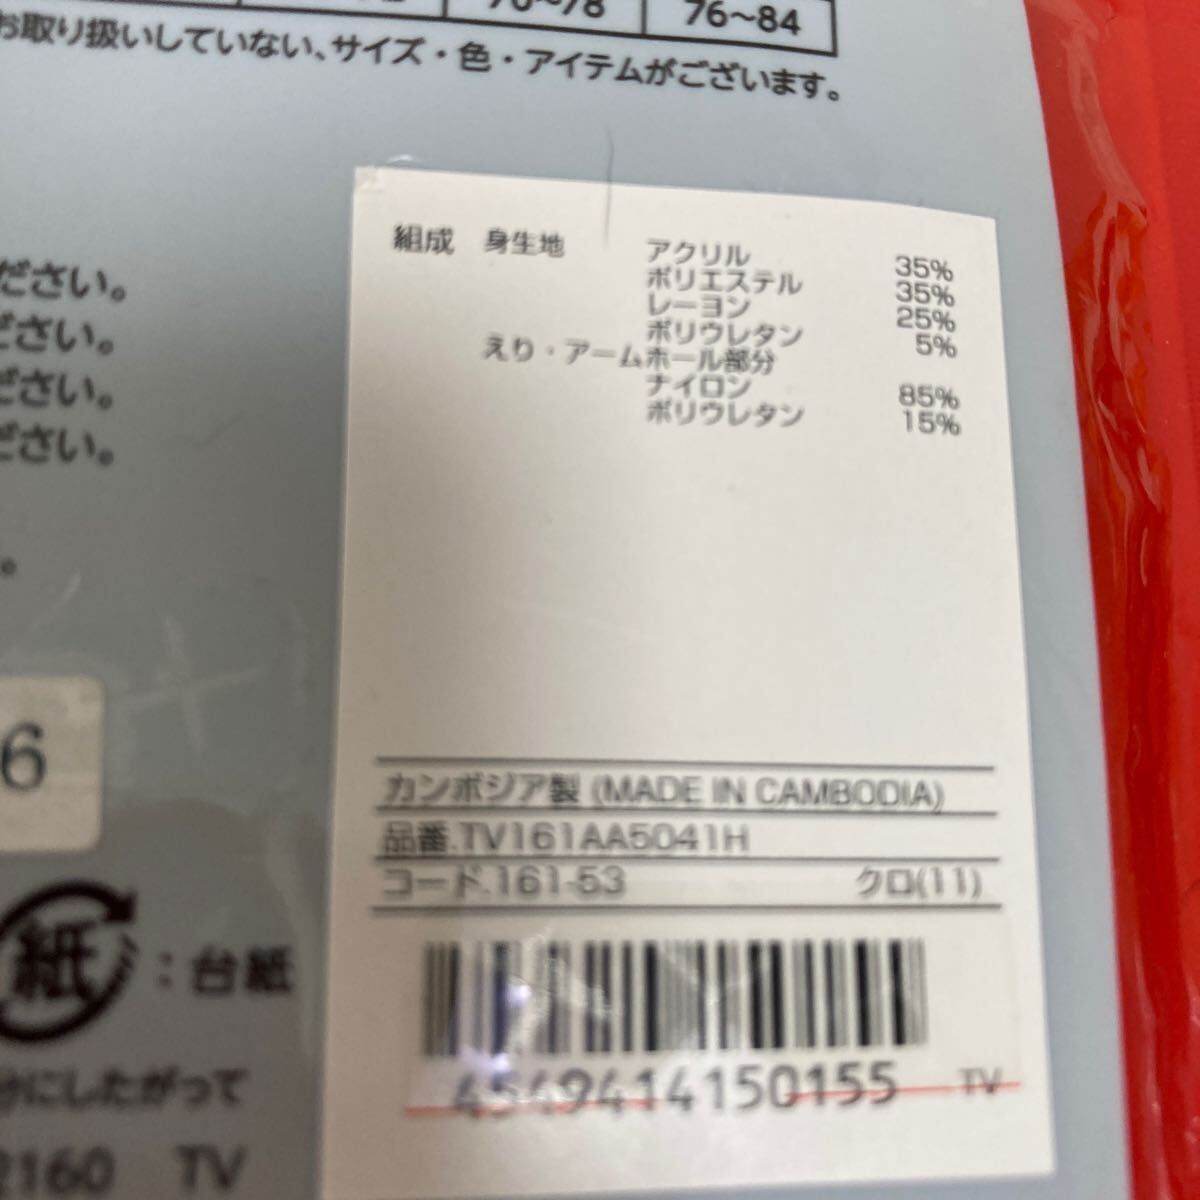 70~78 76~84
お取り扱いしていない、サイズ・色・アイテムがございます。
ださい。
ださい。
ださい。
ださい。
。
組成 身生地 アクリル 35%
ポリエステル 35%
レーヨン 25%
ポリウレタン 5%
えり・アームホール部分
ナイロン 85%
ポリウレタン 15%
6
カンボジア製 (MADE IN CAMBODIA)
品番.TV161AA5041H
コード.161-53 クロ(11)
紙 : 台紙
にしたがって
2160 TV
4549414150155 TV